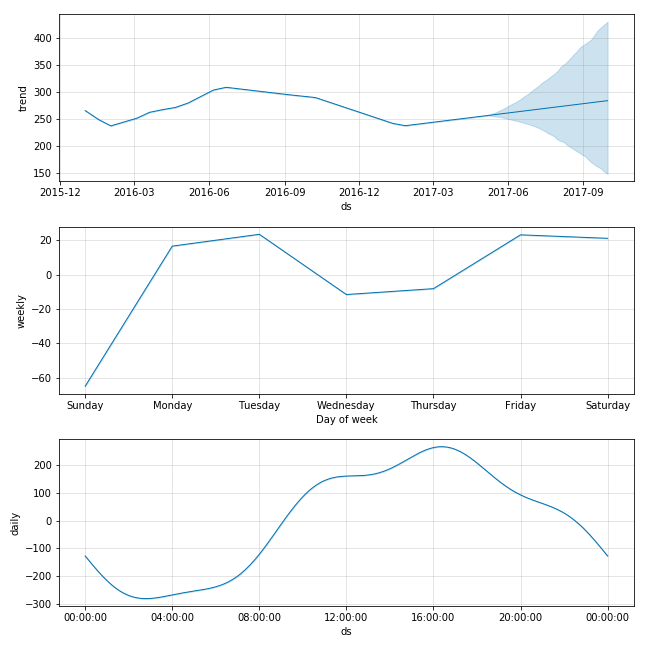 400
350
300
250
200
150
trend
2015-12 2016-03 2016-06 2016-09 2016-12 2017-03 2017-06 2017-09
ds
20
0
−20
−40
−60
weekly
Sunday Monday Tuesday Wednesday Thursday Friday Saturday
Day of week
200
100
0
−100
−200
−300
daily
00:00:00 04:00:00 08:00:00 12:00:00 16:00:00 20:00:00 00:00:00
ds